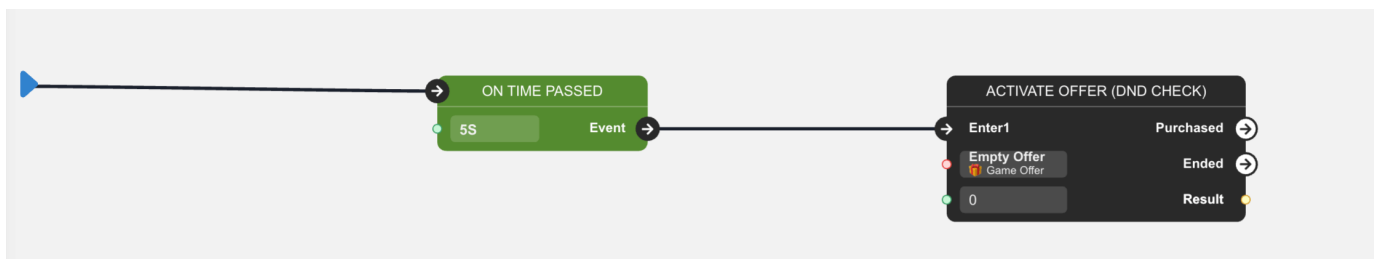 ON TIME PASSED
5S
Event
ACTIVATE OFFER (DND CHECK)
Enter1
Purchased
Empty Offer
Game Offer
Ended
0
Result